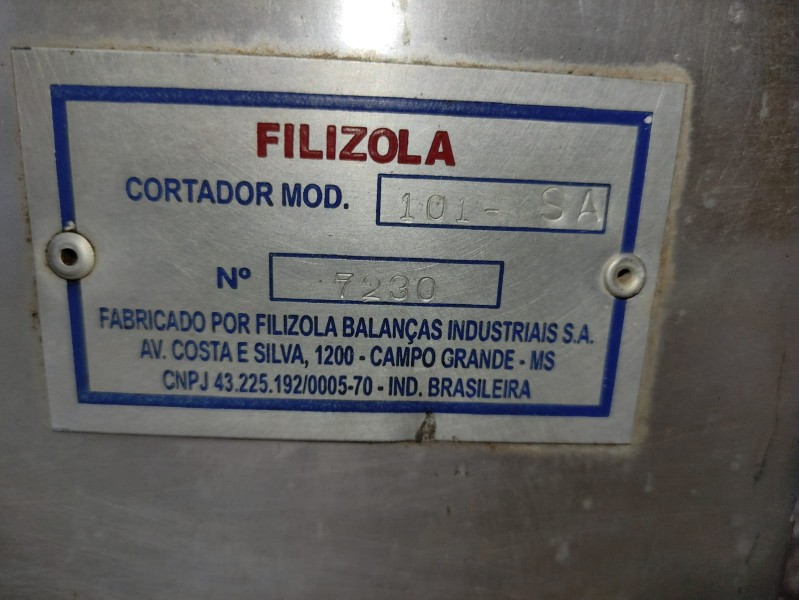 FILIZOLA
CORTADOR MOD. 101- SA
Nº 7230
FABRICADO POR FILIZOLA BALANÇAS INDUSTRIAIS S.A.
AV. COSTA E SILVA, 1200 - CAMPO GRANDE - MS
CNPJ 43.225.192/0005-70 - IND. BRASILEIRA